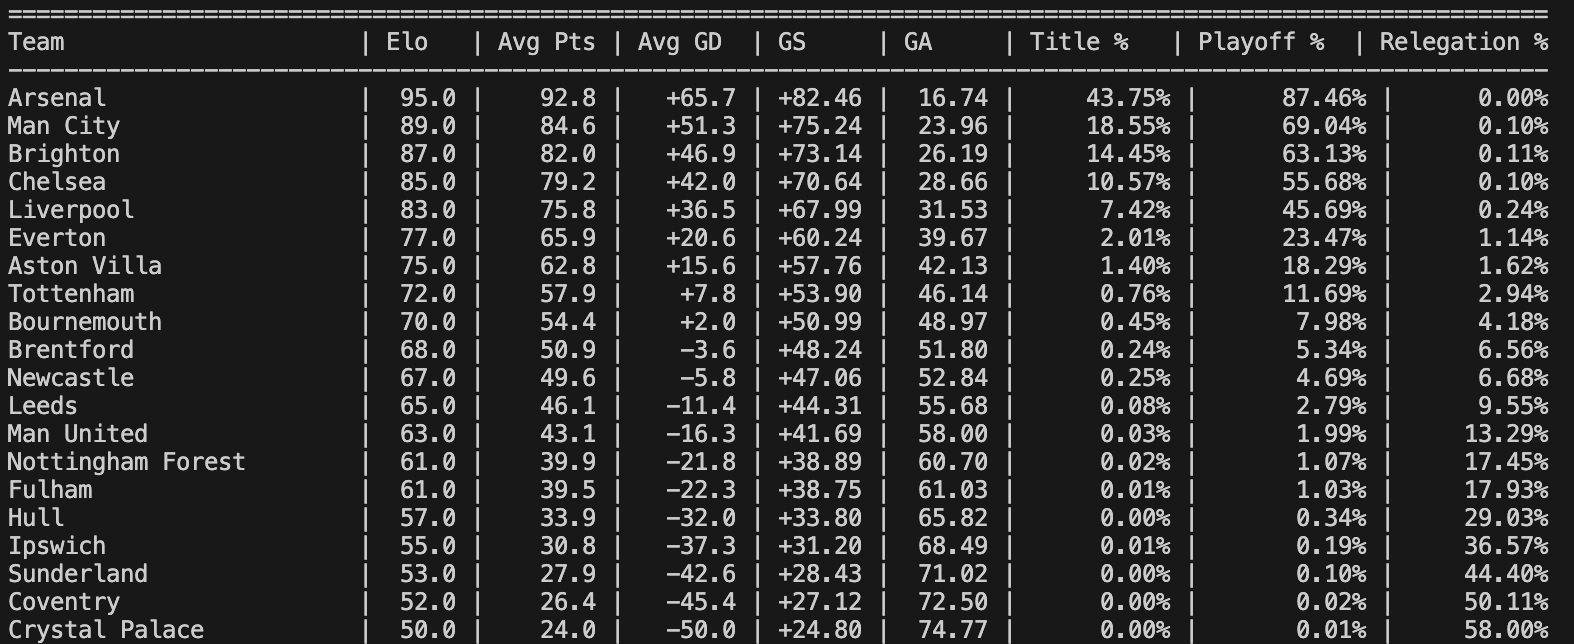 Team | Elo | Avg Pts | Avg GD | GS | GA | Title % | Playoff % | Relegation %
Arsenal | 95.0 | 92.8 | +65.7 | +82.46 | 16.74 | 43.75% | 87.46% | 0.00%
Man City | 89.0 | 84.6 | +51.3 | +75.24 | 23.96 | 18.55% | 69.04% | 0.10%
Brighton | 87.0 | 82.0 | +46.9 | +73.14 | 26.19 | 14.45% | 63.13% | 0.11%
Chelsea | 85.0 | 79.2 | +42.0 | +70.64 | 28.66 | 10.57% | 55.68% | 0.10%
Liverpool | 83.0 | 75.8 | +36.5 | +67.99 | 31.53 | 7.42% | 45.69% | 0.24%
Everton | 77.0 | 65.9 | +20.6 | +60.24 | 39.67 | 2.01% | 23.47% | 1.14%
Aston Villa | 75.0 | 62.8 | +15.6 | +57.76 | 42.13 | 1.40% | 18.29% | 1.62%
Tottenham | 72.0 | 57.9 | +7.8 | +53.90 | 46.14 | 0.76% | 11.69% | 2.94%
Bournemouth | 70.0 | 54.4 | +2.0 | +50.99 | 48.97 | 0.45% | 7.98% | 4.18%
Brentford | 68.0 | 50.9 | -3.6 | +48.24 | 51.80 | 0.24% | 5.34% | 6.56%
Newcastle | 67.0 | 49.6 | -5.8 | +47.06 | 52.84 | 0.25% | 4.69% | 6.68%
Leeds | 65.0 | 46.1 | -11.4 | +44.31 | 55.68 | 0.08% | 2.79% | 9.55%
Man United | 63.0 | 43.1 | -16.3 | +41.69 | 58.00 | 0.03% | 1.99% | 13.29%
Nottingham Forest | 61.0 | 39.9 | -21.8 | +38.89 | 60.70 | 0.02% | 1.07% | 17.45%
Fulham | 61.0 | 39.5 | -22.3 | +38.75 | 61.03 | 0.01% | 1.03% | 17.93%
Hull | 57.0 | 33.9 | -32.0 | +33.80 | 65.82 | 0.00% | 0.34% | 29.03%
Ipswich | 55.0 | 30.8 | -37.3 | +31.20 | 68.49 | 0.01% | 0.19% | 36.57%
Sunderland | 53.0 | 27.9 | -42.6 | +28.43 | 71.02 | 0.00% | 0.10% | 44.40%
Coventry | 52.0 | 26.4 | -45.4 | +27.12 | 72.50 | 0.00% | 0.02% | 50.11%
Crystal Palace | 50.0 | 24.0 | -50.0 | +24.80 | 74.77 | 0.00% | 0.01% | 58.00%